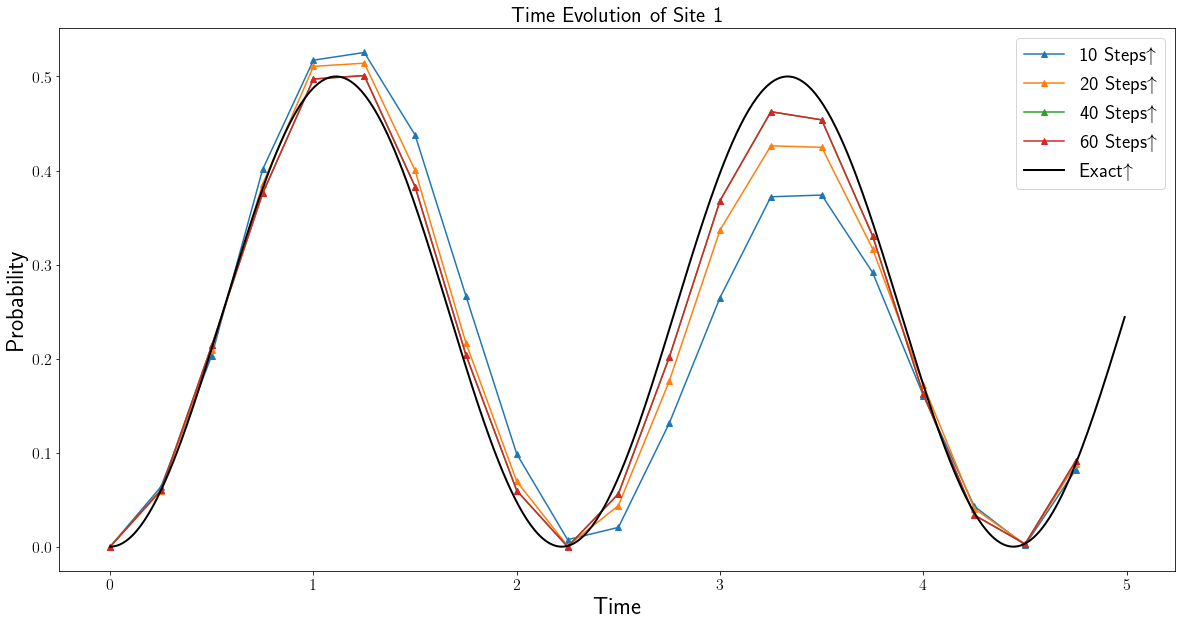 Time Evolution of Site 1
10 Steps↑
20 Steps↑
40 Steps↑
60 Steps↑
Exact↑
Probability
0.5
0.4
0.3
0.2
0.1
0.0
0 1 2 3 4 5
Time